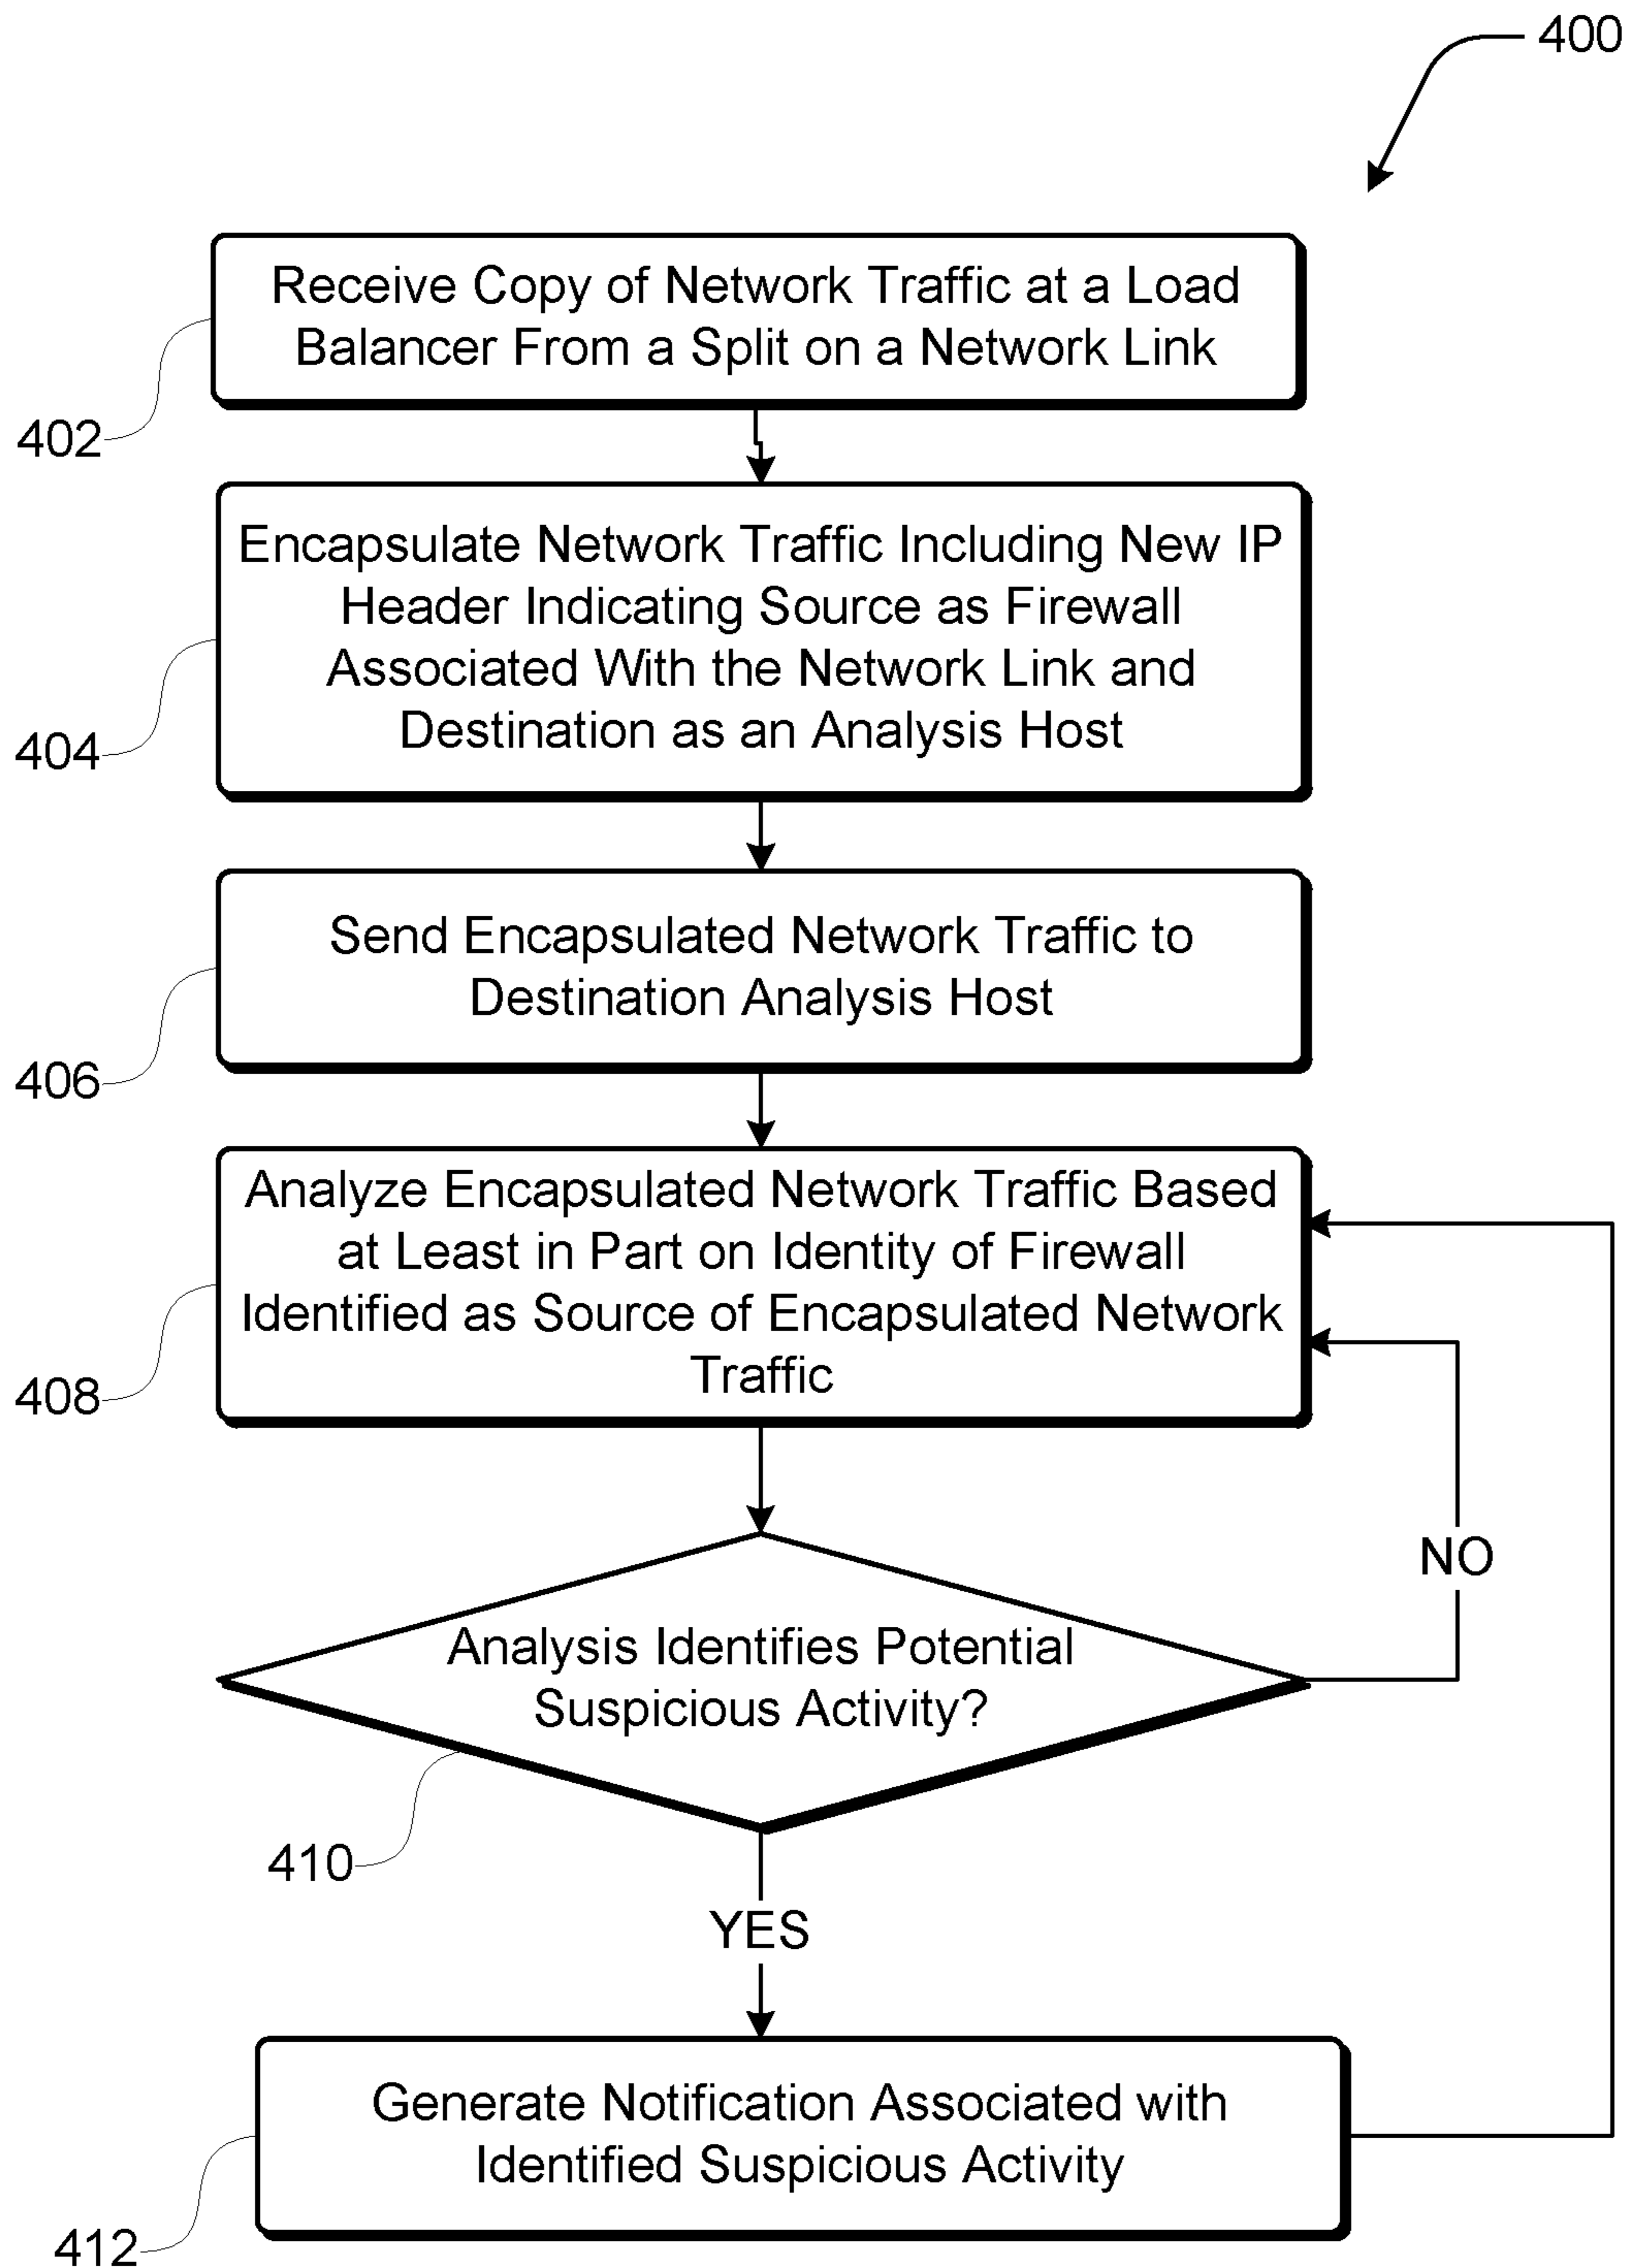 400
Receive Copy of Network Traffic at a Load
Balancer From a Split on a Network Link
402
Encapsulate Network Traffic Including New IP
Header Indicating Source as Firewall
Associated With the Network Link and
Destination as an Analysis Host
404
Send Encapsulated Network Traffic to
Destination Analysis Host
406
Analyze Encapsulated Network Traffic Based
at Least in Part on Identity of Firewall
Identified as Source of Encapsulated Network
Traffic
408
NO
Analysis Identifies Potential
Suspicious Activity?
410
YES
Generate Notification Associated with
Identified Suspicious Activity
412